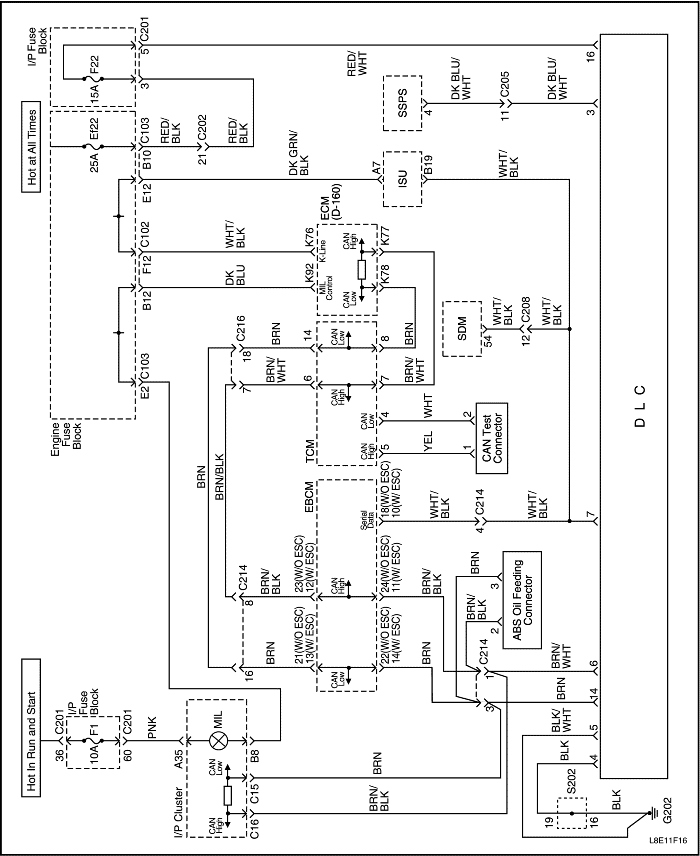 I/P Fuse
Block
F22
15A
C201
5
3
RED/
WHT
16
SSPS
4
DK BLU/
WHT
C205
11
DK BLU/
WHT
3
Hot at All Times
Ef22
25A
C103
B10
RED/
BLK
C202
21
RED/
BLK
E12
DK GRN/
BLK
A7
ISU
B19
WHT/
BLK
C102
F12
WHT/
BLK
K76
ECM
(D-160)
K-Line
CAN
High
K77
B12
DK
BLU
K92
MIL
Control
CAN
Low
K78
C103
E2
Engine
Fuse
Block
SDM
54
WHT/
BLK
C208
12
WHT/
BLK
C216
18
BRN
14
CAN
Low
8
BRN
7
BRN/
WHT
6
CAN
High
7
BRN/
WHT
TCM
CAN
Low
4
WHT
2
CAN
High
5
YEL
1
CAN Test
Connector
DLC
BRN
BRN/BLK
EBCM
Serial
Data
18(W/O ESC)
10(W/ ESC)
WHT/
BLK
C214
4
WHT/
BLK
7
C214
8
BRN/
BLK
23(W/O ESC)
12(W/ ESC)
CAN
High
24(W/O ESC)
11(W/ ESC)
BRN/
BLK
16
BRN
21(W/O ESC)
13(W/ ESC)
CAN
Low
22(W/O ESC)
14(W/ ESC)
BRN
BRN
3
BRN/
BLK
2
ABS Oil Feeding
Connector
C214
1
BRN/
WHT
6
3
BRN
14
BLK/
WHT
5
BLK
4
Hot In Run and Start
C201
36
I/P
Fuse
Block
F1
10A
C201
60
PNK
A35
MIL
B8
I/P Cluster
CAN
Low
C15
BRN
CAN
High
C16
BRN/
BLK
S202
19
16
BLK
G202
L8E11F16